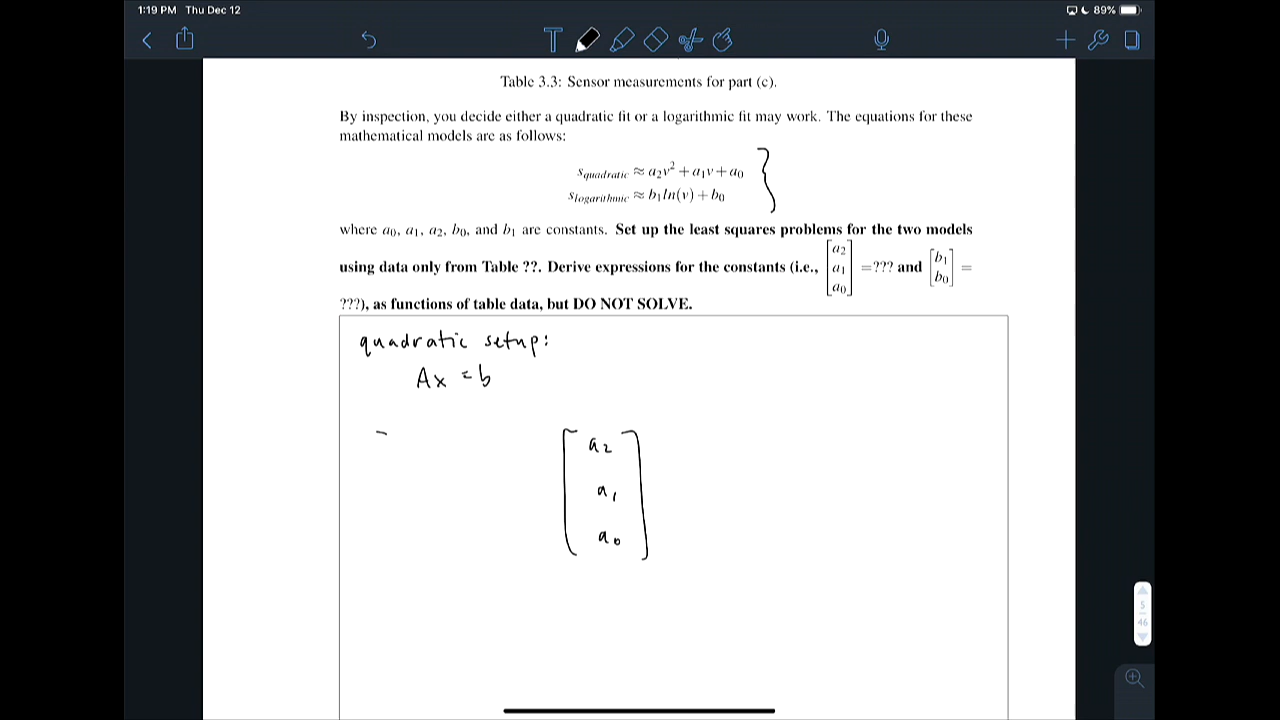 1:19 PM Thu Dec 12
89%
Table 3.3: Sensor measurements for part (c).
By inspection, you decide either a quadratic fit or a logarithmic fit may work. The equations for these
mathematical models are as follows:
s_quadratic ≈ a₂v² + a₁v + a₀
s_logarithmic ≈ b₁ln(v) + b₀
where a₀, a₁, a₂, b₀, and b₁ are constants. Set up the least squares problems for the two models
using data only from Table ??. Derive expressions for the constants (i.e., [a₂ a₁ a₀] =??? and [b₁ b₀] =
???), as functions of table data, but DO NOT SOLVE.
quadratic setup:
Ax = b
a₂
a₁
a₀
5
46